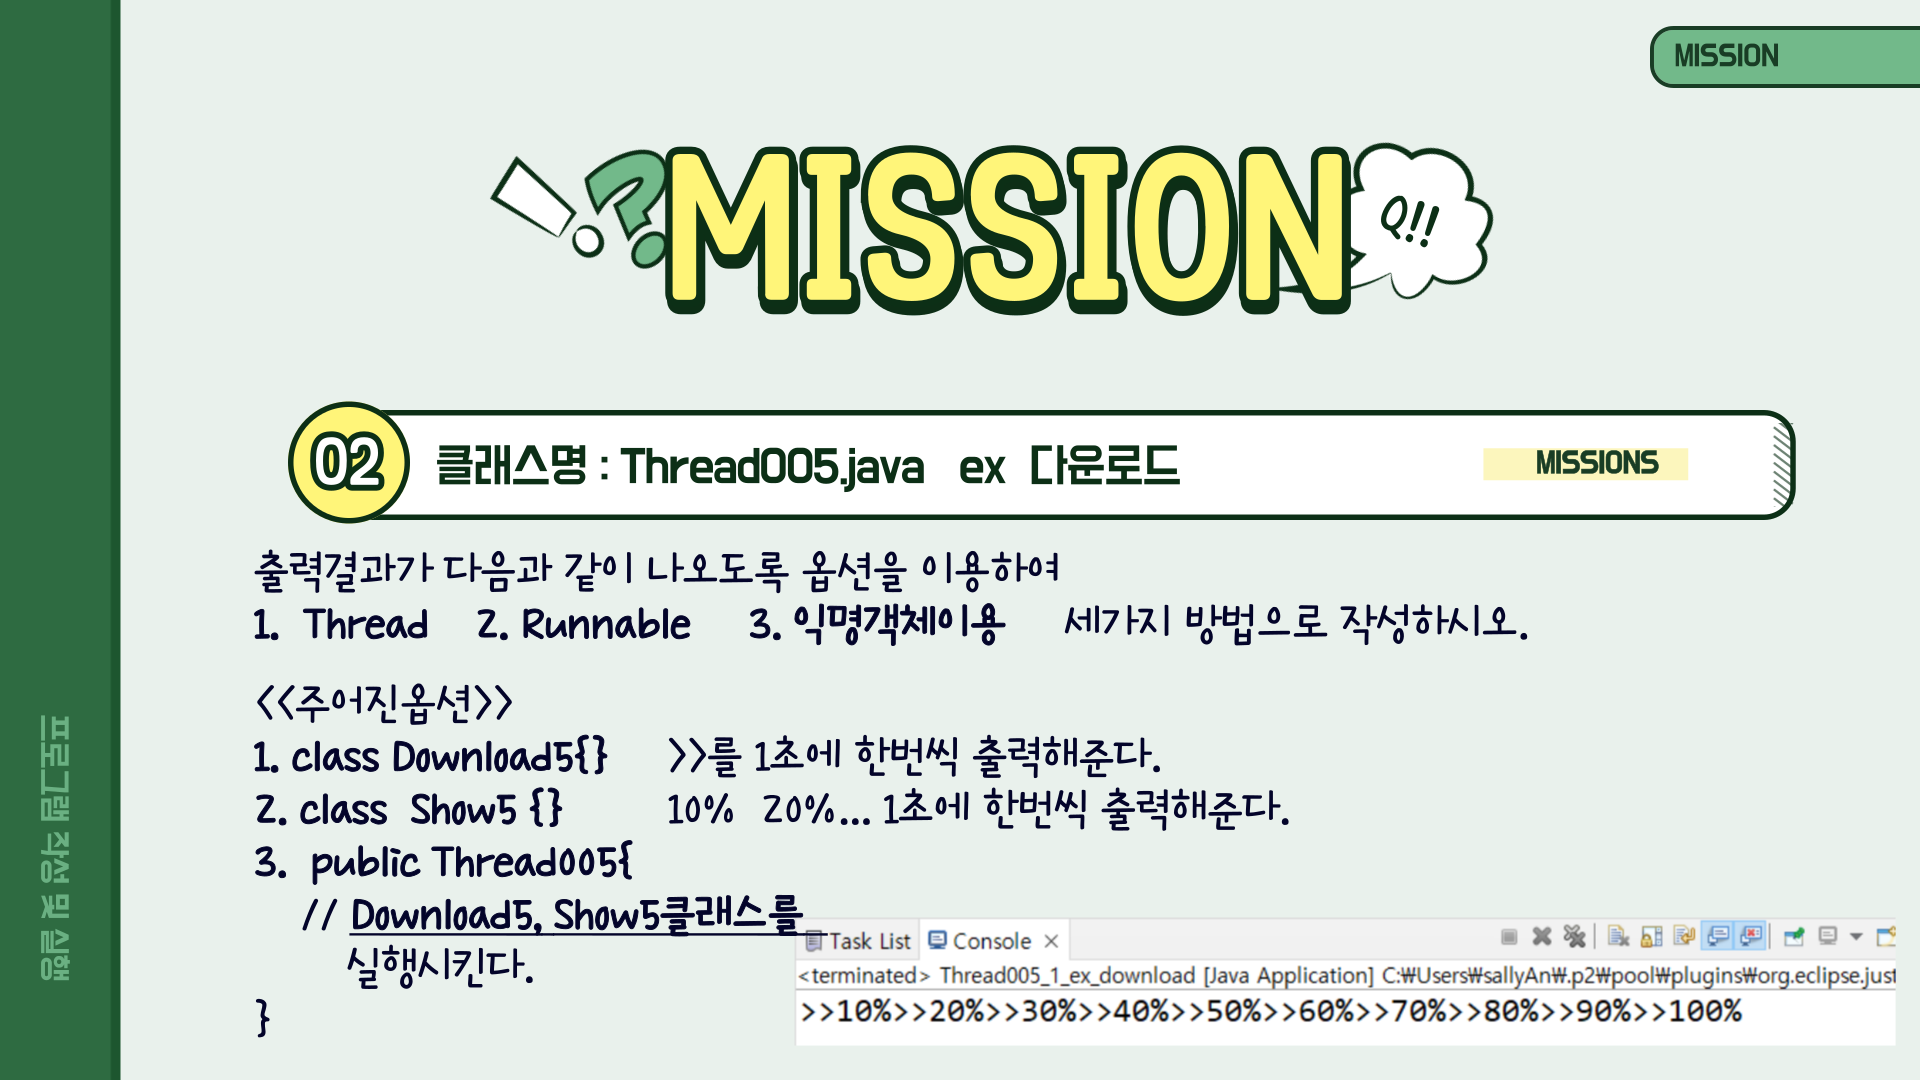 MISSION
!?MISSION Q!!
02 클래스명 : Thread005.java ex 다운로드 MISSIONS
출력결과가 다음과 같이 나오도록 옵션을 이용하여
1. Thread 2. Runnable 3. 익명객체이용 세가지 방법으로 작성하시오.
<<주어진옵션>>
1. class Download5{} >>를 1초에 한번씩 출력해준다.
2. class Show5 {} 10% 20%... 1초에 한번씩 출력해준다.
3. public Thread005{
// Download5, Show5클래스를
실행시킨다.
}
Task List Console
<terminated> Thread005_1_ex_download [Java Application] C:₩Users₩sallyAn₩.p2₩pool₩plugins₩org.eclipse.just
>>10%>>20%>>30%>>40%>>50%>>60%>>70%>>80%>>90%>>100%
프로그램 작성 및 실행